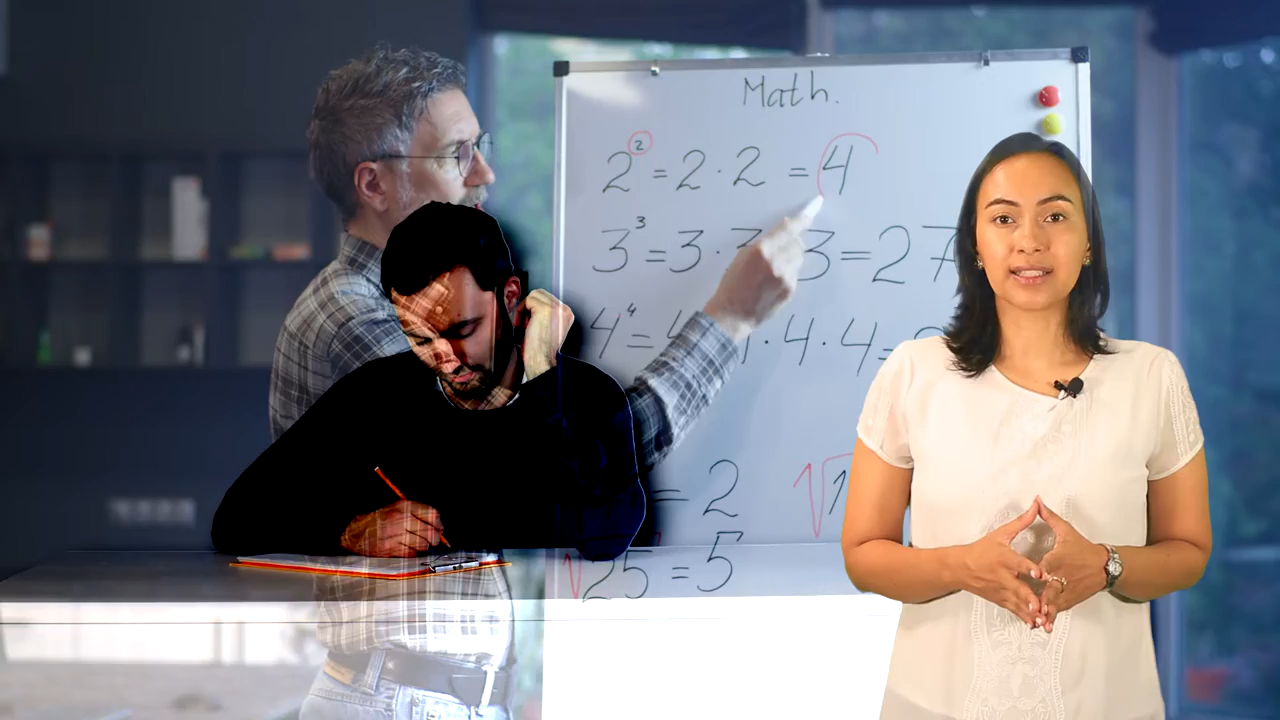 Math.
2² = 2 · 2 = 4
3³ = 3 · 3 · 3 = 27
4⁴ = 4 · 4 · 4 · 4 =
= 2
√25 = 5